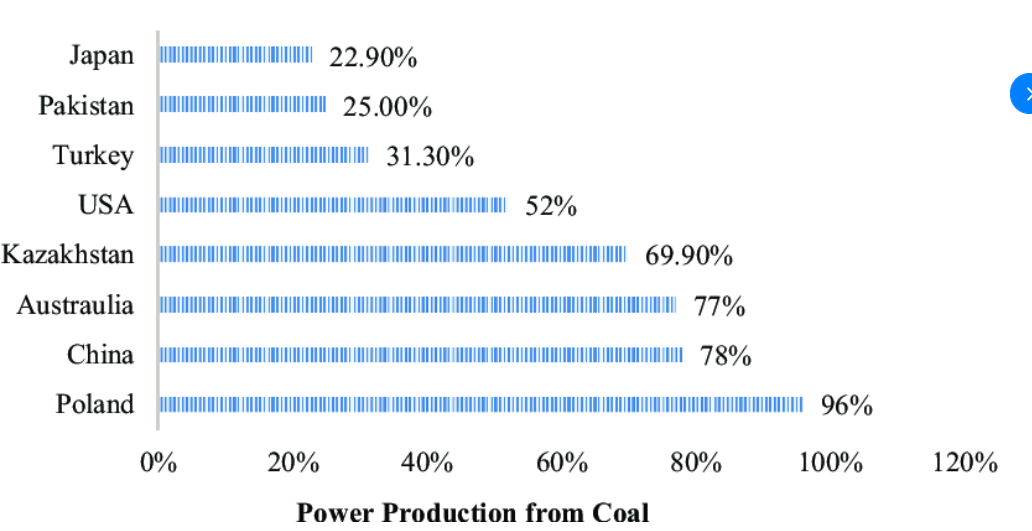 Japan 22.90%
Pakistan 25.00%
Turkey 31.30%
USA 52%
Kazakhstan 69.90%
Austraulia 77%
China 78%
Poland 96%
0% 20% 40% 60% 80% 100% 120%
Power Production from Coal